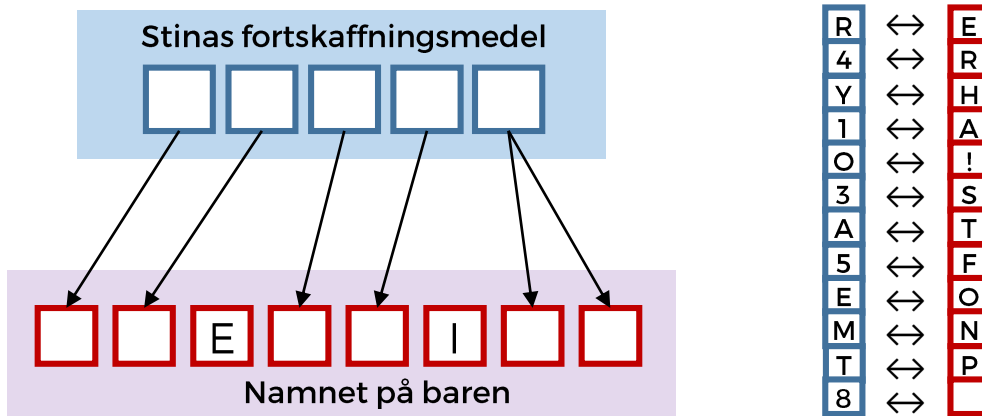 Stinas fortskaffningsmedel
E I
Namnet på baren
R ↔ E
4 ↔ R
Y ↔ H
1 ↔ A
O ↔ !
3 ↔ S
A ↔ T
5 ↔ F
E ↔ O
M ↔ N
T ↔ P
8 ↔